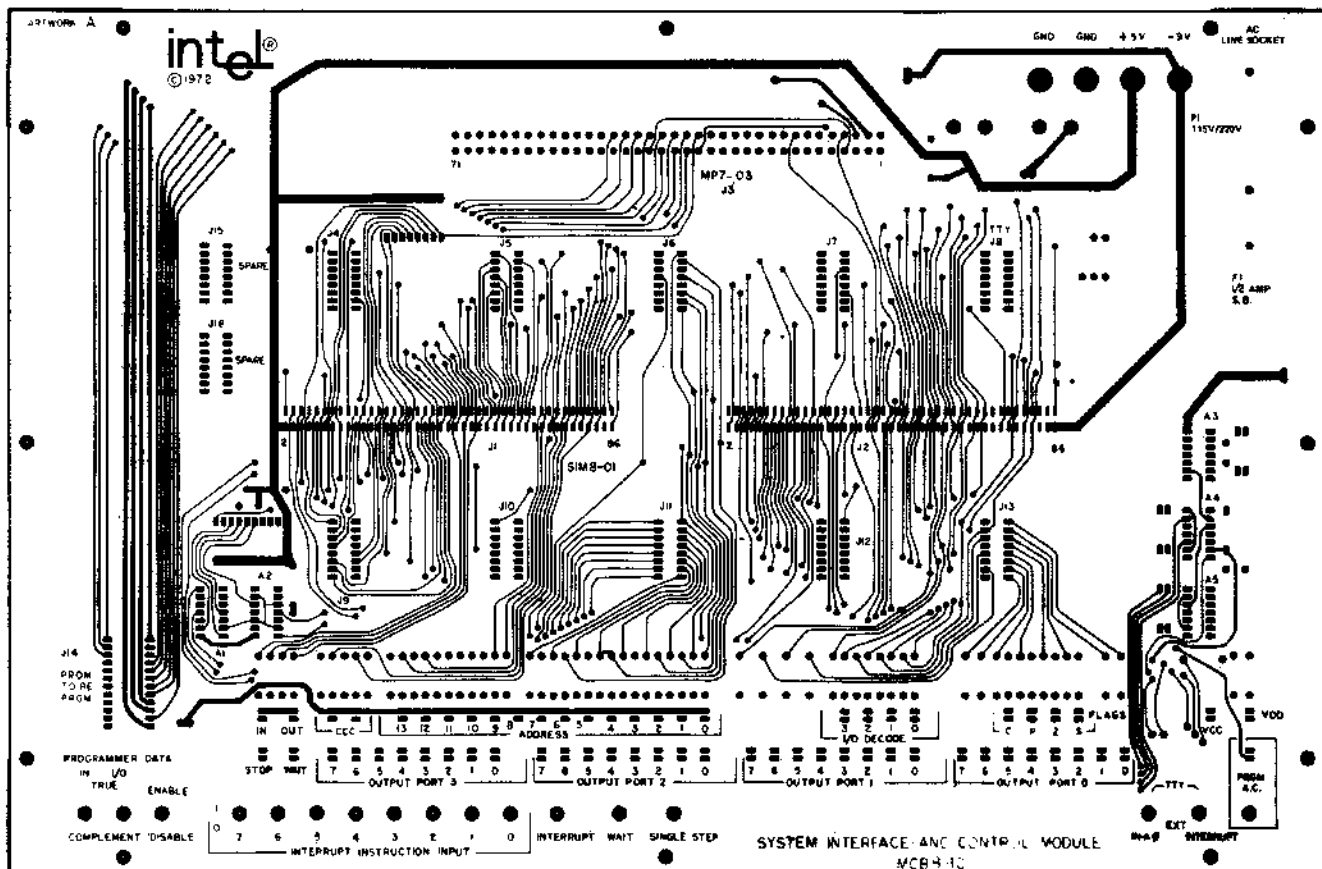 ARTWORK A
intel®
©1972
GND GND +5V -9V
AC
LINE SOCKET
P1
115V/220V
71 1
MP7-03
J3
J15
SPARE
J4 J5 J6 J7
TTY
J8
F1
1/2 AMP
S.B.
J16
SPARE
2 J1 86 2 J2 86
SIM8-01
A3
A4
A5
J10 J11 J12 J13
A2
J9
A1
J14
PROM
TO BE
PRGM
IN OUT CCC 13 12 11 10 9 8 7 6 5 4 3 2 1 0
ADDRESS
3 2 1 0
I/O DECODE
C P Z S FLAGS
VCC VDD
STOP WAIT
7 6 5 4 3 2 1 0
OUTPUT PORT 3
7 6 5 4 3 2 1 0
OUTPUT PORT 2
7 6 5 4 3 2 1 0
OUTPUT PORT 1
7 6 5 4 3 2 1 0
OUTPUT PORT 0
PROGRAMMER DATA
IN I/O
TRUE
ENABLE
COMPLEMENT DISABLE
1
0
7 6 5 4 3 2 1 0
INTERRUPT INSTRUCTION INPUT
INTERRUPT WAIT SINGLE STEP
TTY
PRGM
A.C.
EXT
INTERRUPT
SYSTEM INTERFACE AND CONTROL MODULE